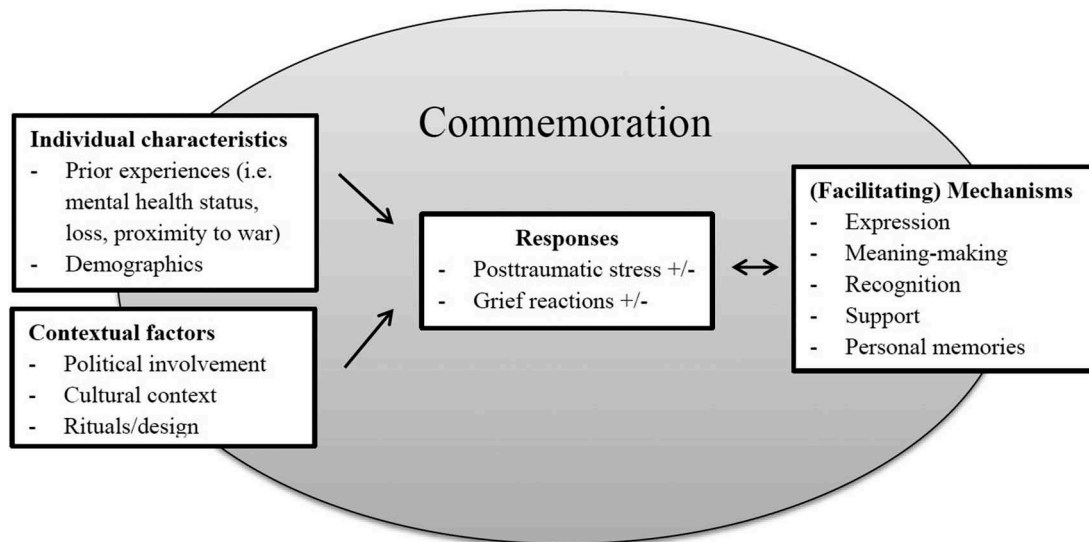 Commemoration
Individual characteristics
- Prior experiences (i.e.
mental health status,
loss, proximity to war)
- Demographics
Contextual factors
- Political involvement
- Cultural context
- Rituals/design
Responses
- Posttraumatic stress +/-
- Grief reactions +/-
(Facilitating) Mechanisms
- Expression
- Meaning-making
- Recognition
- Support
- Personal memories